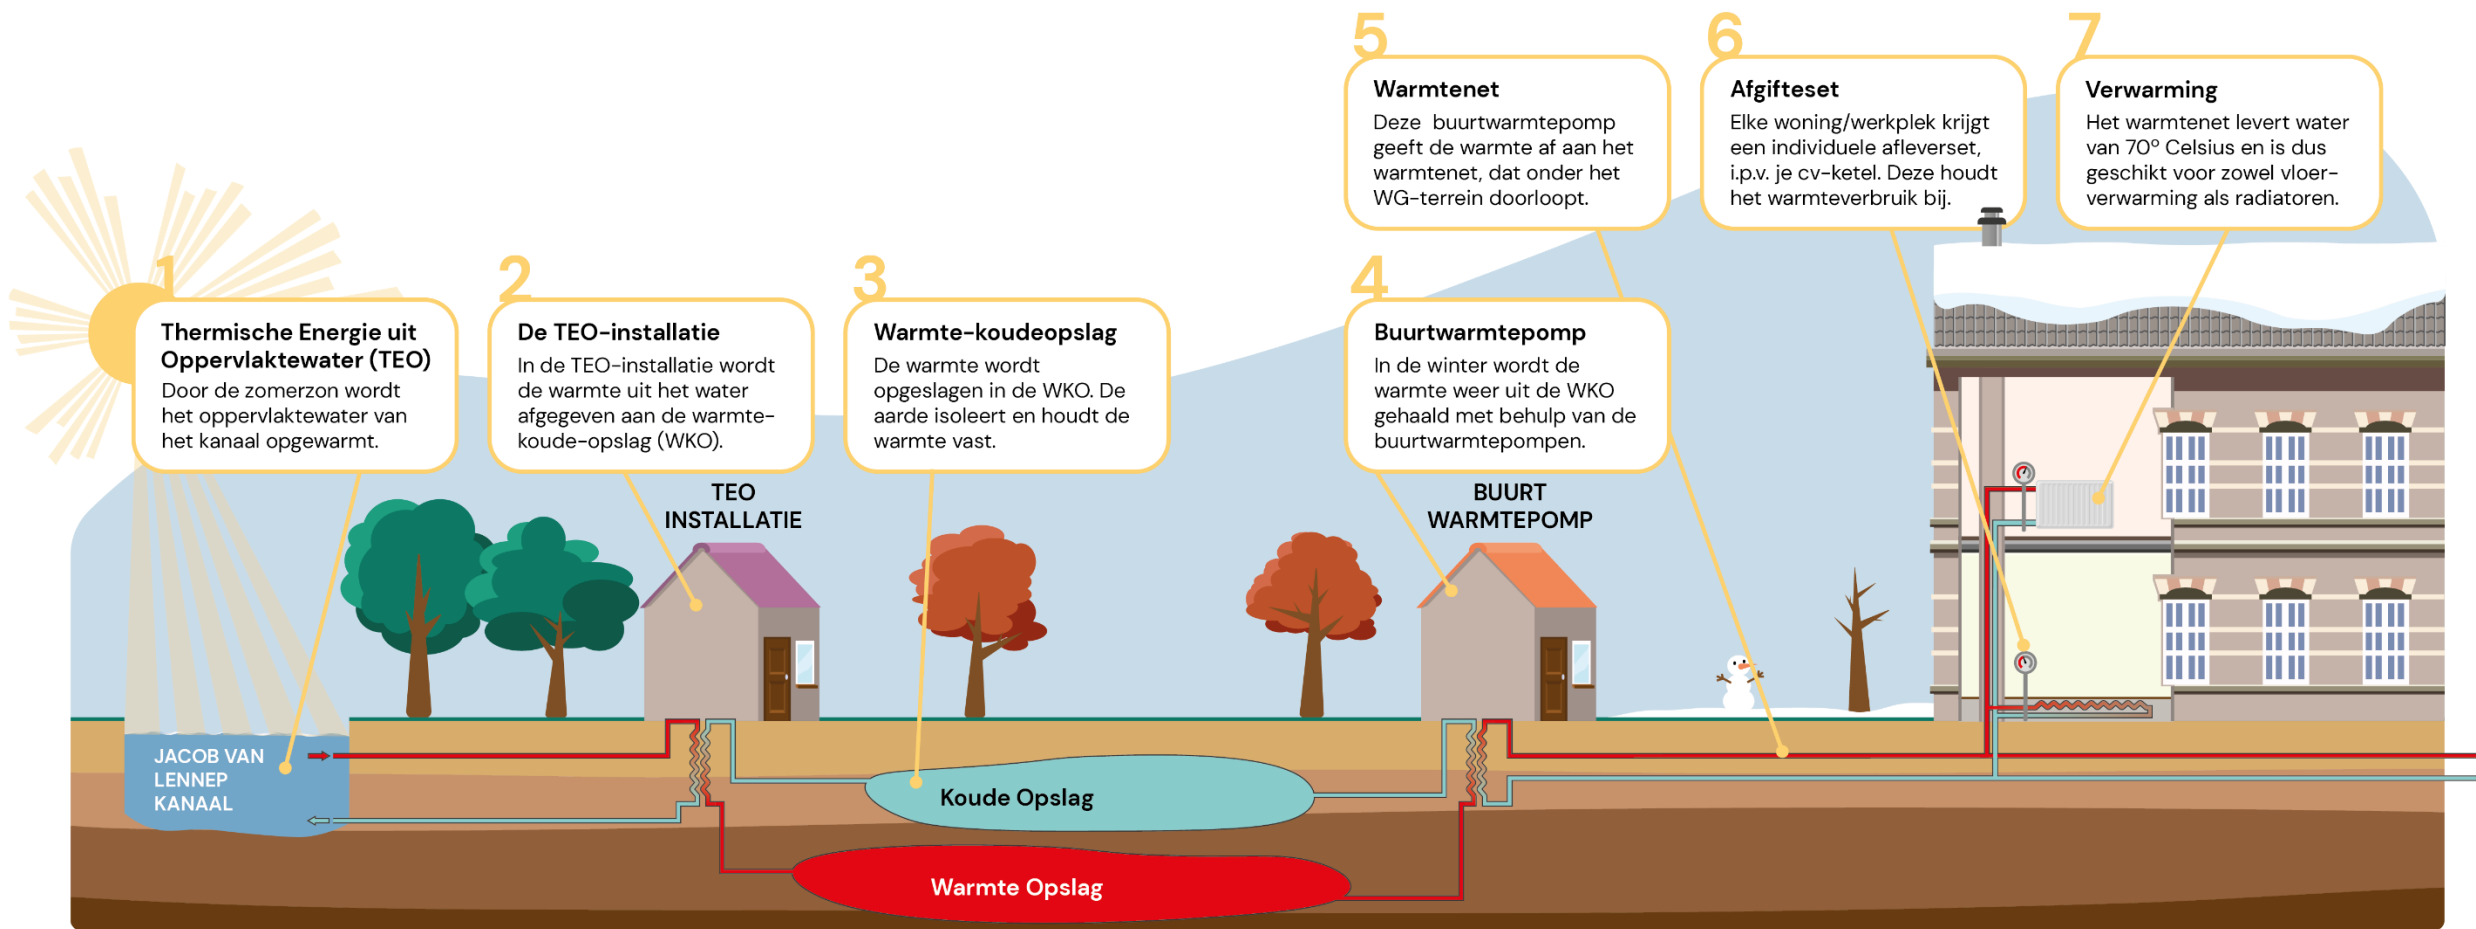 1
Thermische Energie uit
Oppervlaktewater (TEO)
Door de zomerzon wordt
het oppervlaktewater van
het kanaal opgewarmt.
2
De TEO-installatie
In de TEO-installatie wordt
de warmte uit het water
afgegeven aan de warmte-
koude-opslag (WKO).
3
Warmte-koudeopslag
De warmte wordt
opgeslagen in de WKO. De
aarde isoleert en houdt de
warmte vast.
4
Buurtwarmtepomp
In de winter wordt de
warmte weer uit de WKO
gehaald met behulp van de
buurtwarmtepompen.
5
Warmtenet
Deze  buurtwarmtepomp
geeft de warmte af aan het
warmtenet, dat onder het
WG-terrein doorloopt.
6
Afgifteset
Elke woning/werkplek krijgt
een individuele afleverset,
i.p.v. je cv-ketel. Deze houdt
het warmteverbruik bij.
7
Verwarming
Het warmtenet levert water
van 70º Celsius en is dus
geschikt voor zowel vloer-
verwarming als radiatoren.
TEO
INSTALLATIE
BUURT
WARMTEPOMP
JACOB VAN
LENNEP
KANAAL
Koude Opslag
Warmte Opslag